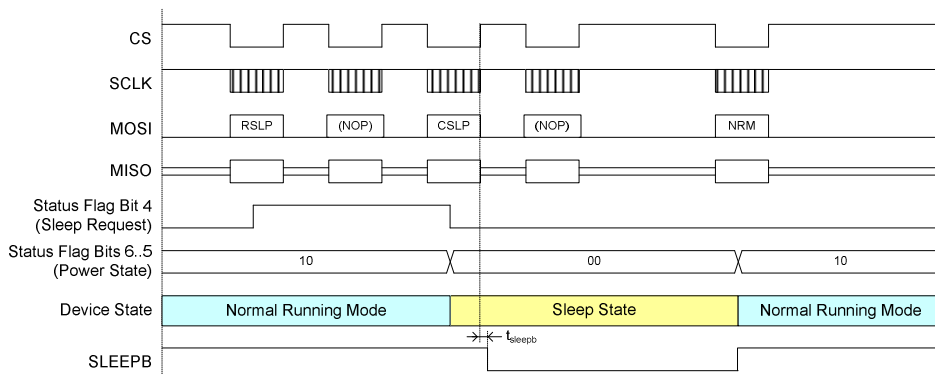 CS
SCLK
MOSI
RSLP
(NOP)
CSLP
(NOP)
NRM
MISO
Status Flag Bit 4
(Sleep Request)
Status Flag Bits 6..5
(Power State)
10
00
10
Device State
Normal Running Mode
Sleep State
Normal Running Mode
tsleepb
SLEEPB